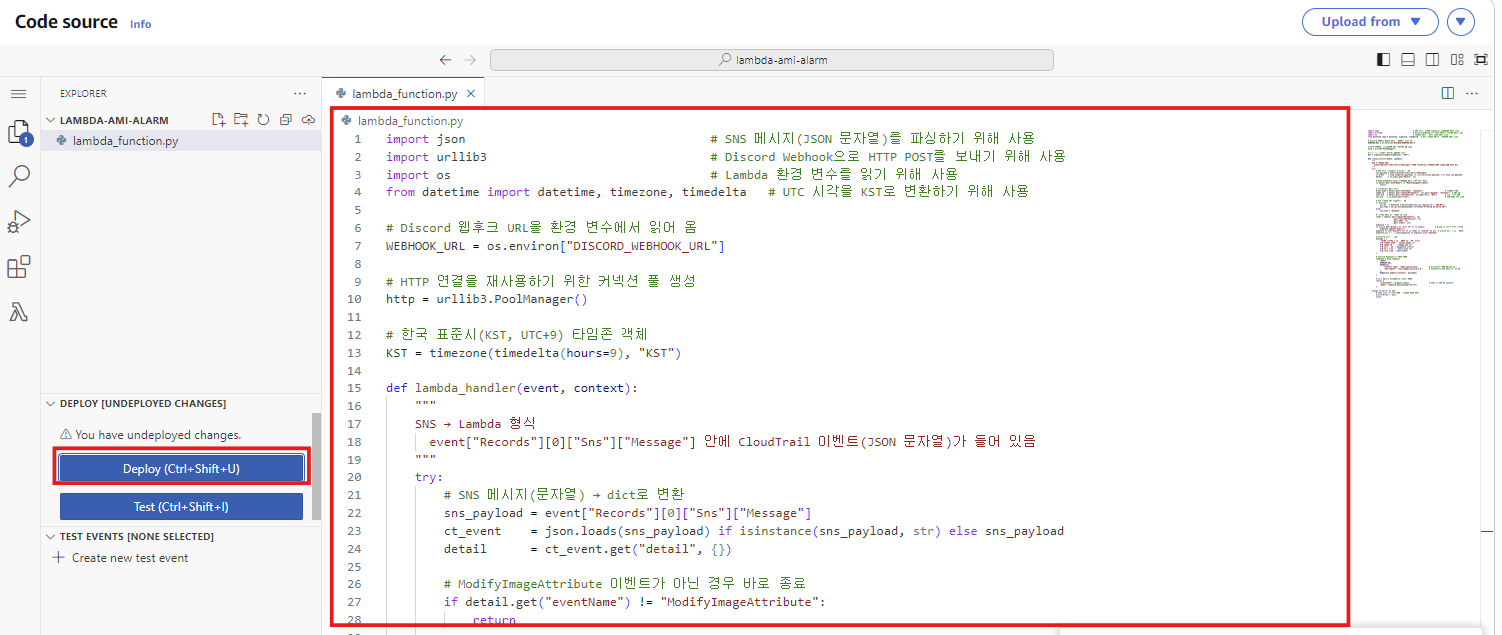 Code source Info
Upload from
lambda-ami-alarm
EXPLORER
LAMBDA-AMI-ALARM
lambda_function.py
1
DEPLOY [UNDEPLOYED CHANGES]
You have undeployed changes.
Deploy (Ctrl+Shift+U)
Test (Ctrl+Shift+I)
TEST EVENTS [NONE SELECTED]
Create new test event
lambda_function.py
lambda_function.py
1 import json # SNS 메시지(JSON 문자열)를 파싱하기 위해 사용
2 import urllib3 # Discord Webhook으로 HTTP POST를 보내기 위해 사용
3 import os # Lambda 환경 변수를 읽기 위해 사용
4 from datetime import datetime, timezone, timedelta # UTC 시각을 KST로 변환하기 위해 사용
5
6 # Discord 웹후크 URL을 환경 변수에서 읽어 옴
7 WEBHOOK_URL = os.environ["DISCORD_WEBHOOK_URL"]
8
9 # HTTP 연결을 재사용하기 위한 커넥션 풀 생성
10 http = urllib3.PoolManager()
11
12 # 한국 표준시(KST, UTC+9) 타임존 객체
13 KST = timezone(timedelta(hours=9), "KST")
14
15 def lambda_handler(event, context):
16 """
17 SNS → Lambda 형식
18 event["Records"][0]["Sns"]["Message"] 안에 CloudTrail 이벤트(JSON 문자열)가 들어 있음
19 """
20 try:
21 # SNS 메시지(문자열) → dict로 변환
22 sns_payload = event["Records"][0]["Sns"]["Message"]
23 ct_event = json.loads(sns_payload) if isinstance(sns_payload, str) else sns_payload
24 detail = ct_event.get("detail", {})
25
26 # ModifyImageAttribute 이벤트가 아닌 경우 바로 종료
27 if detail.get("eventName") != "ModifyImageAttribute":
28 return